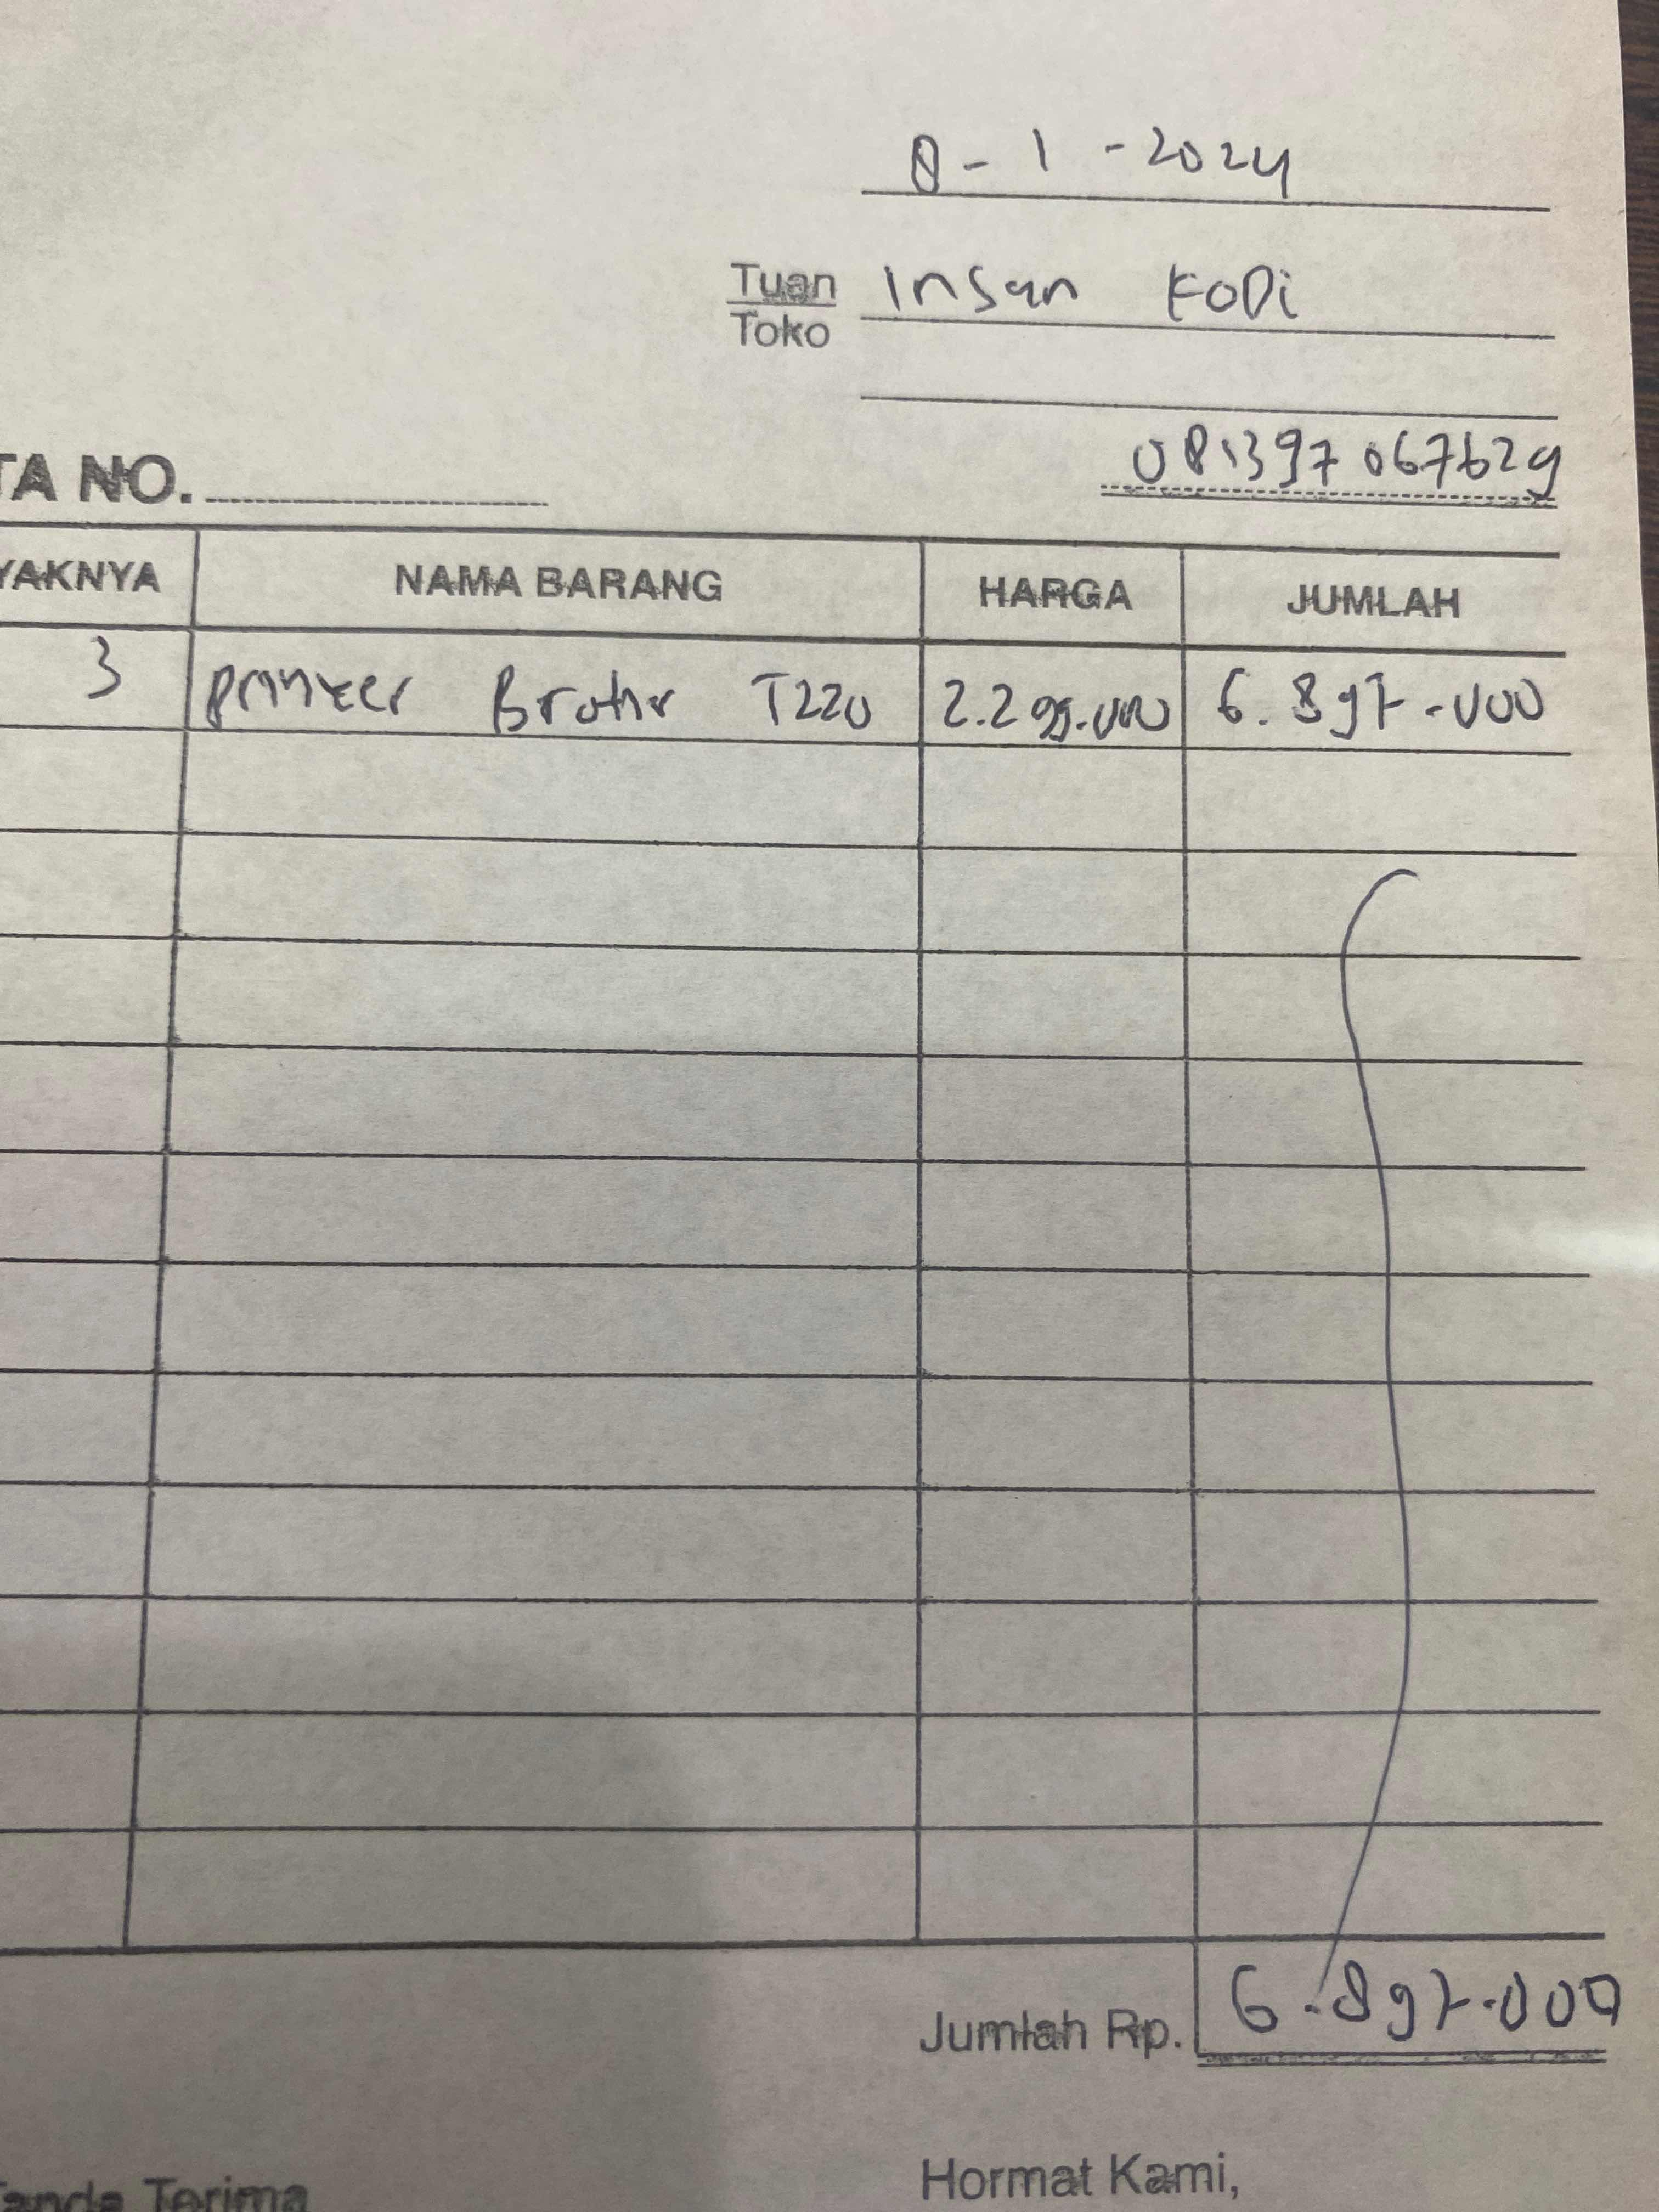 8 - 1 - 2024
Tuan Insan FoDi
Toko
081397067629
TA NO.
YAKNYA NAMA BARANG HARGA JUMLAH
3 Printer Brother T220 2.299.000 6.897.000
Jumlah Rp. 6.897.000
Tanda Terima Hormat Kami,